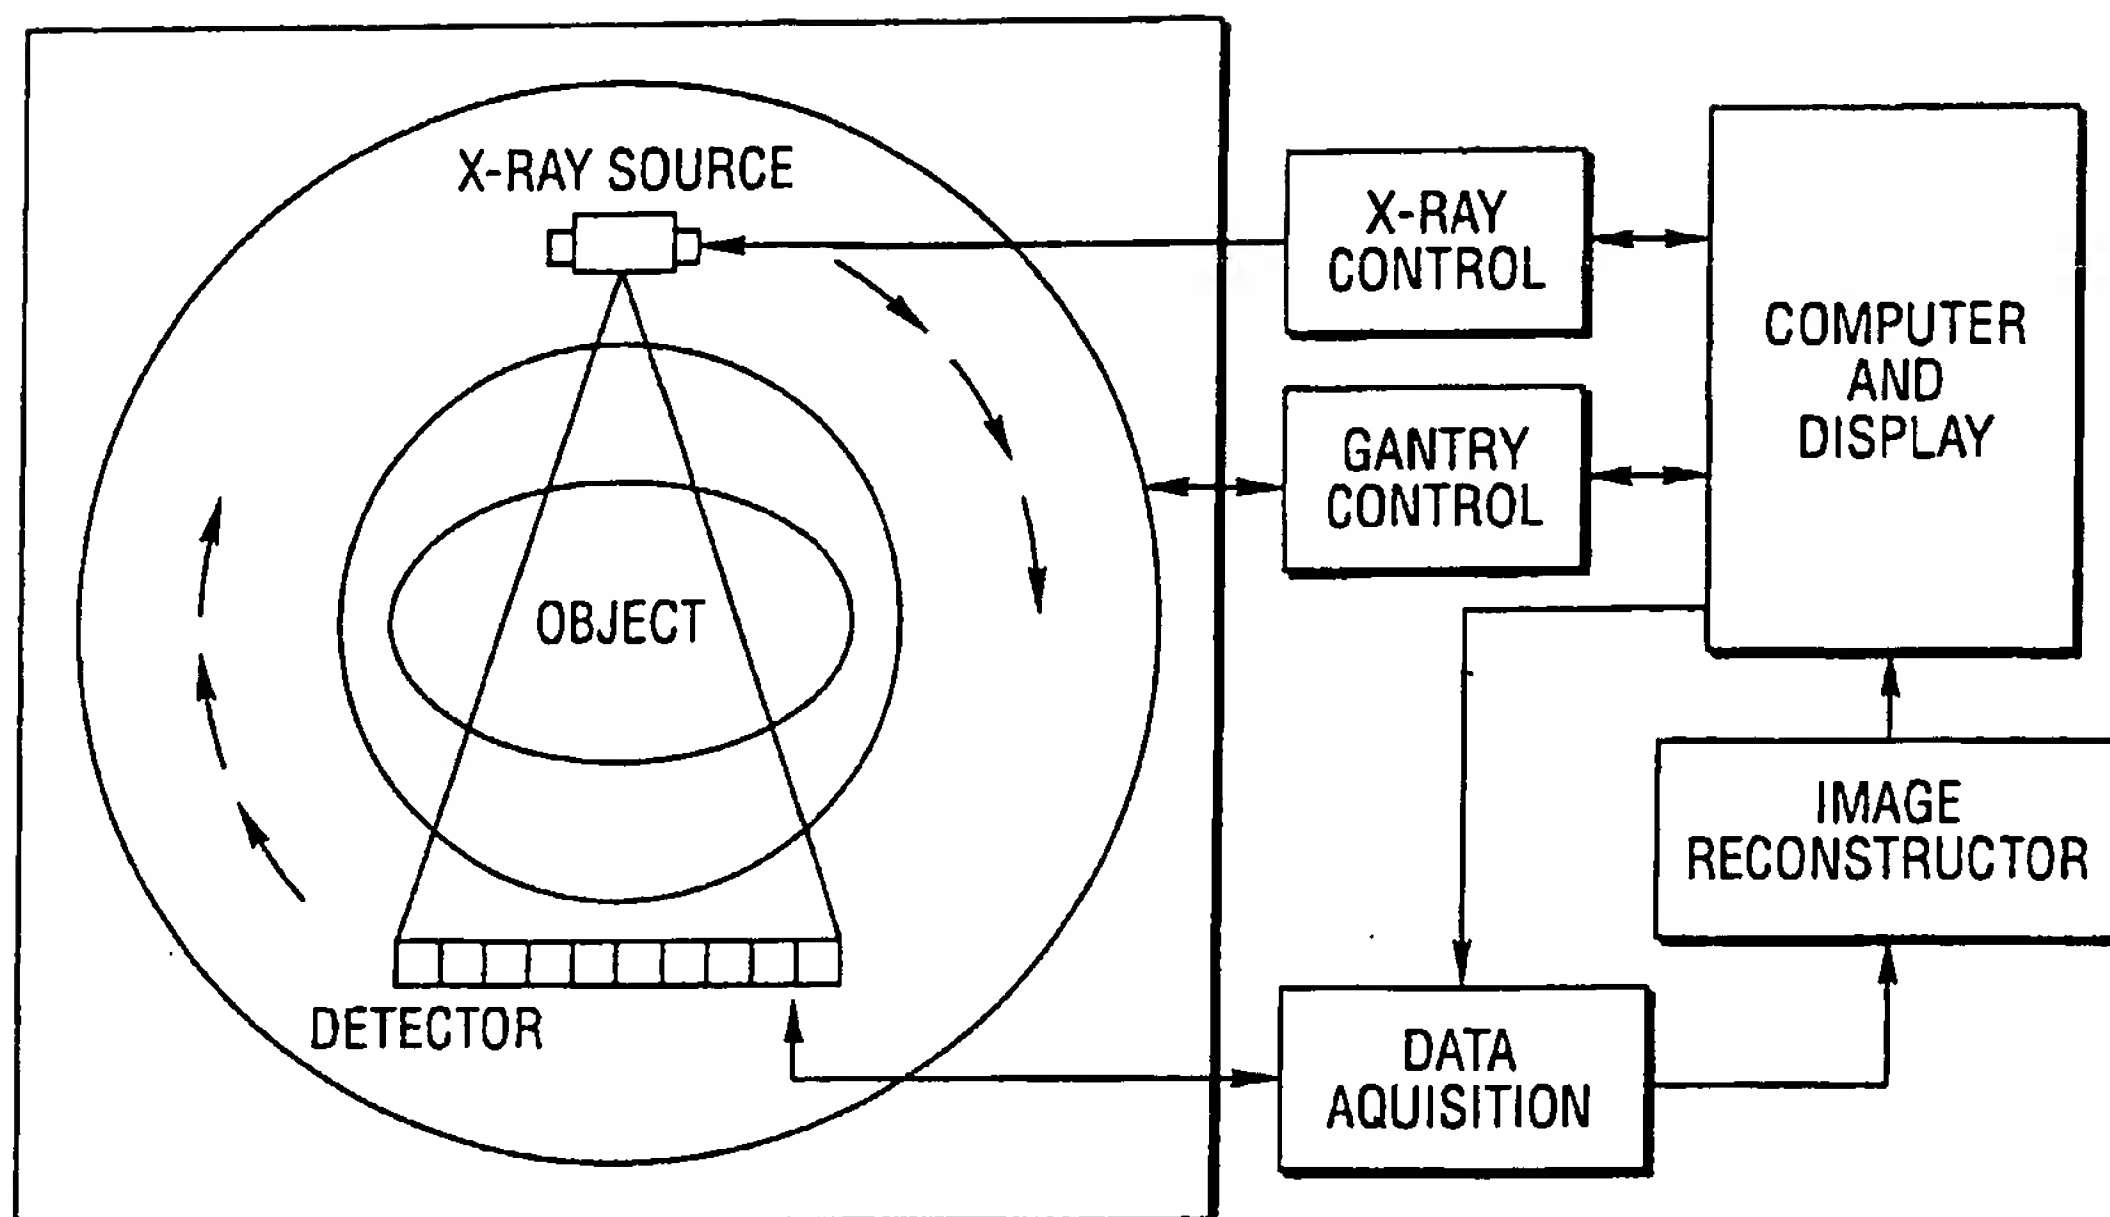 X-RAY SOURCE
X-RAY
CONTROL
COMPUTER
AND
DISPLAY
GANTRY
CONTROL
OBJECT
IMAGE
RECONSTRUCTOR
DETECTOR
DATA
AQUISITION